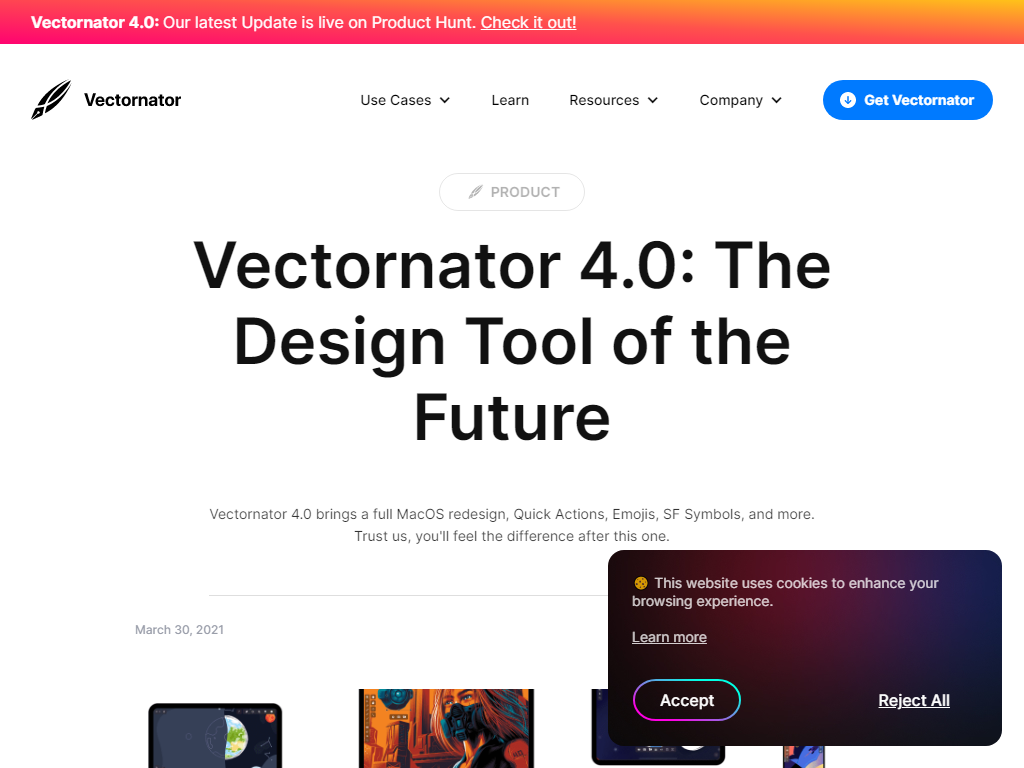 Vectornator 4.0: Our latest Update is live on Product Hunt. Check it out!
Vectornator
Use Cases
Learn
Resources
Company
Get Vectornator
PRODUCT
Vectornator 4.0: The
Design Tool of the
Future
Vectornator 4.0 brings a full MacOS redesign, Quick Actions, Emojis, SF Symbols, and more.
Trust us, you'll feel the difference after this one.
March 30, 2021
This website uses cookies to enhance your
browsing experience.
Learn more
Accept
Reject All